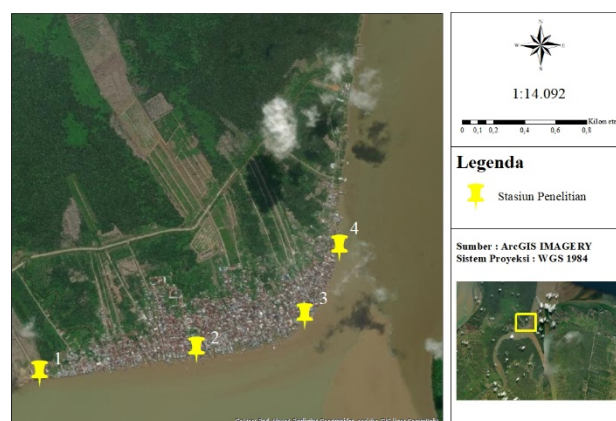 N
W E
S
1:14.092
Kilometer
0 0,1 0,2 0,4 0,6 0,8
Legenda
Stasiun Penelitian
Sumber : ArcGIS IMAGERY
Sistem Proyeksi : WGS 1984
4
3
2
1